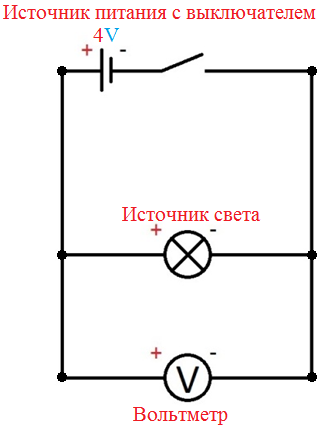 Источник питания с выключателем
4V
+ -
Источник света
+ -
+ -
V
Вольтметр